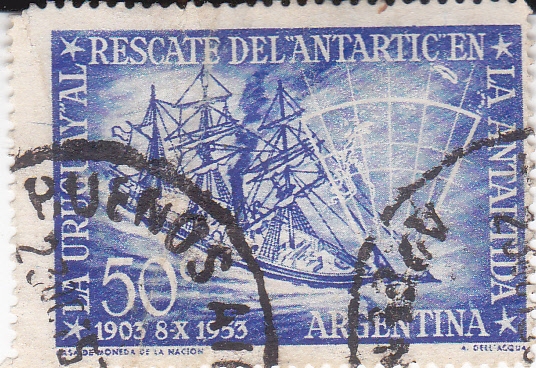 LA URUGUAY "AL
RESCATE DEL "ANTARTIC" EN
LA ANTARTIDA
50
1903 8-X 1953
ARGENTINA
CASA DE MONEDA DE LA NACION
A. DELL'ACQUA
BUENOS AI